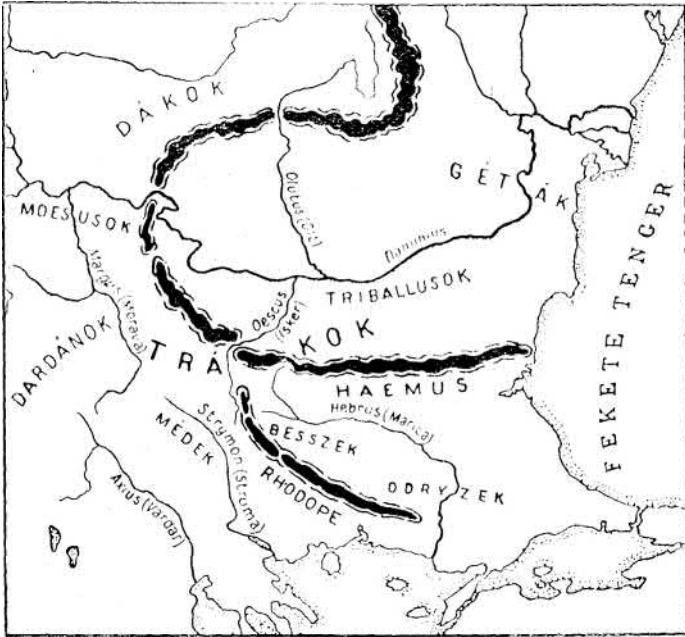 DÁKOK
GÉTÁK
MOESUSOK
Olutus (Olt)
Danubius
Margus (Morava)
Oescus
(Isker)
TRIBALLUSOK
DARDÁNOK
TRÁKOK
HAEMUS
Hebrus (Marica)
MÉDEK
Strymon (Struma)
BESSZEK
RHODOPE
ODRYZEK
Axius (Vardar)
FEKETE TENGER